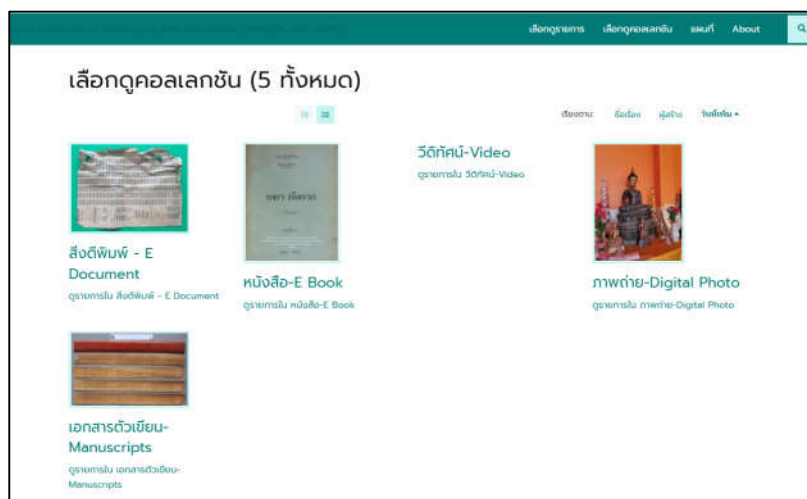 เลือกดูรายการ เลือกดูคอลเลกชัน แผนที่ About
เลือกดูคอลเลกชัน (5 ทั้งหมด)
เรียงตาม: ชื่อเรื่อง ผู้สร้าง วันที่เพิ่ม
สิ่งตีพิมพ์ - E
Document
ดูรายการใน สิ่งตีพิมพ์ - E Document
หนังสือ-E Book
ดูรายการใน หนังสือ-E Book
วีดิทัศน์-Video
ดูรายการใน วีดิทัศน์-Video
ภาพถ่าย-Digital Photo
ดูรายการใน ภาพถ่าย-Digital Photo
เอกสารตัวเขียน-
Manuscripts
ดูรายการใน เอกสารตัวเขียน-
Manuscripts